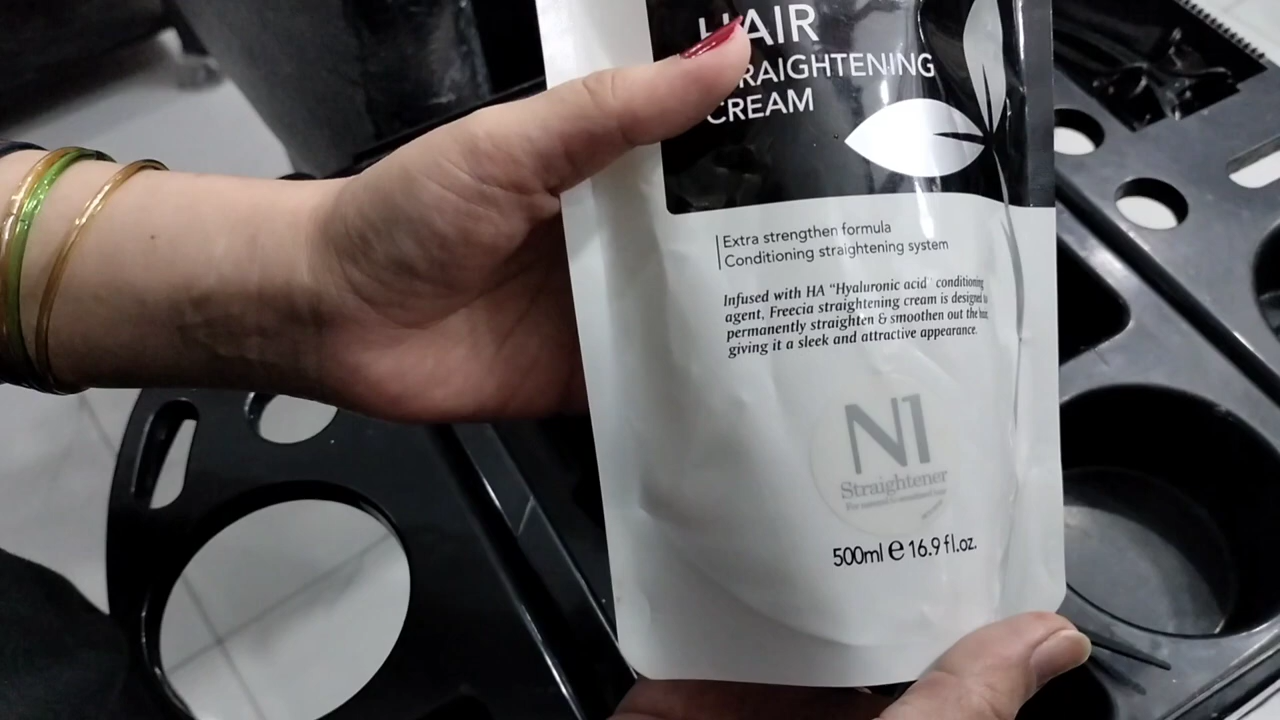 HAIR
STRAIGHTENING
CREAM
Extra strengthen formula
Conditioning straightening system
Infused with HA "Hyaluronic acid" conditioning
agent, Freecia straightening cream is designed to
permanently straighten & smoothen out the hair,
giving it a sleek and attractive appearance.
N1
Straightener
500ml e 16.9 fl.oz.